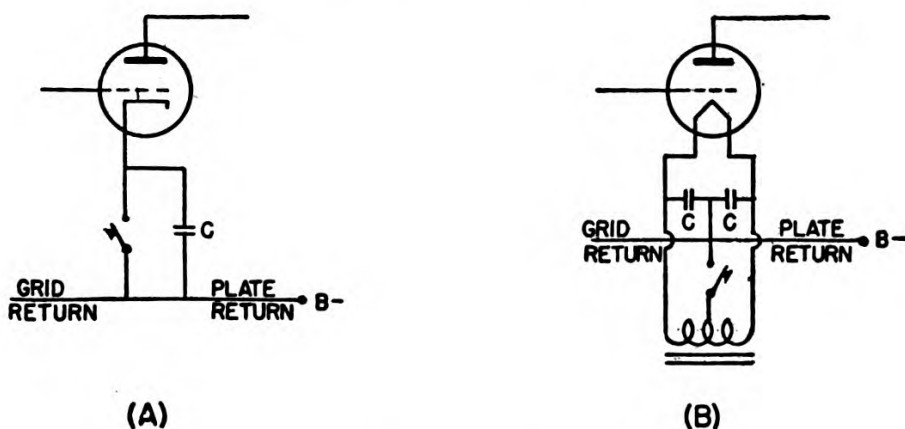 C
GRID
RETURN
PLATE
RETURN
B-
(A)
C
C
GRID
RETURN
PLATE
RETURN
B-
(B)